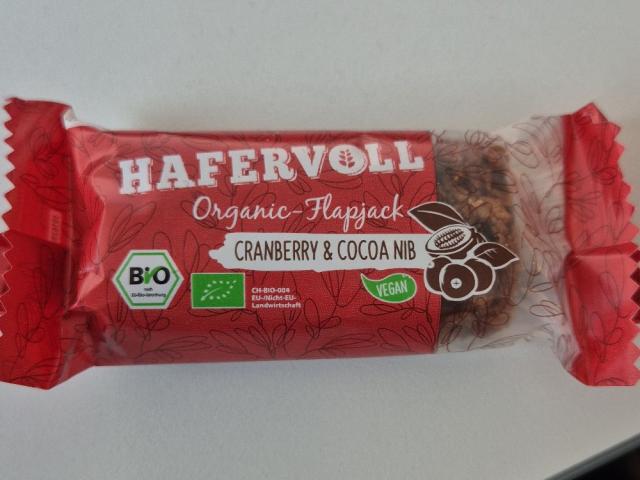 HAFERVOLL
Organic-Flapjack
CRANBERRY & COCOA NIB
BIO
nach
EG-Öko-Verordnung
CH-BIO-004
EU-/Nicht-EU-
Landwirtschaft
VEGAN